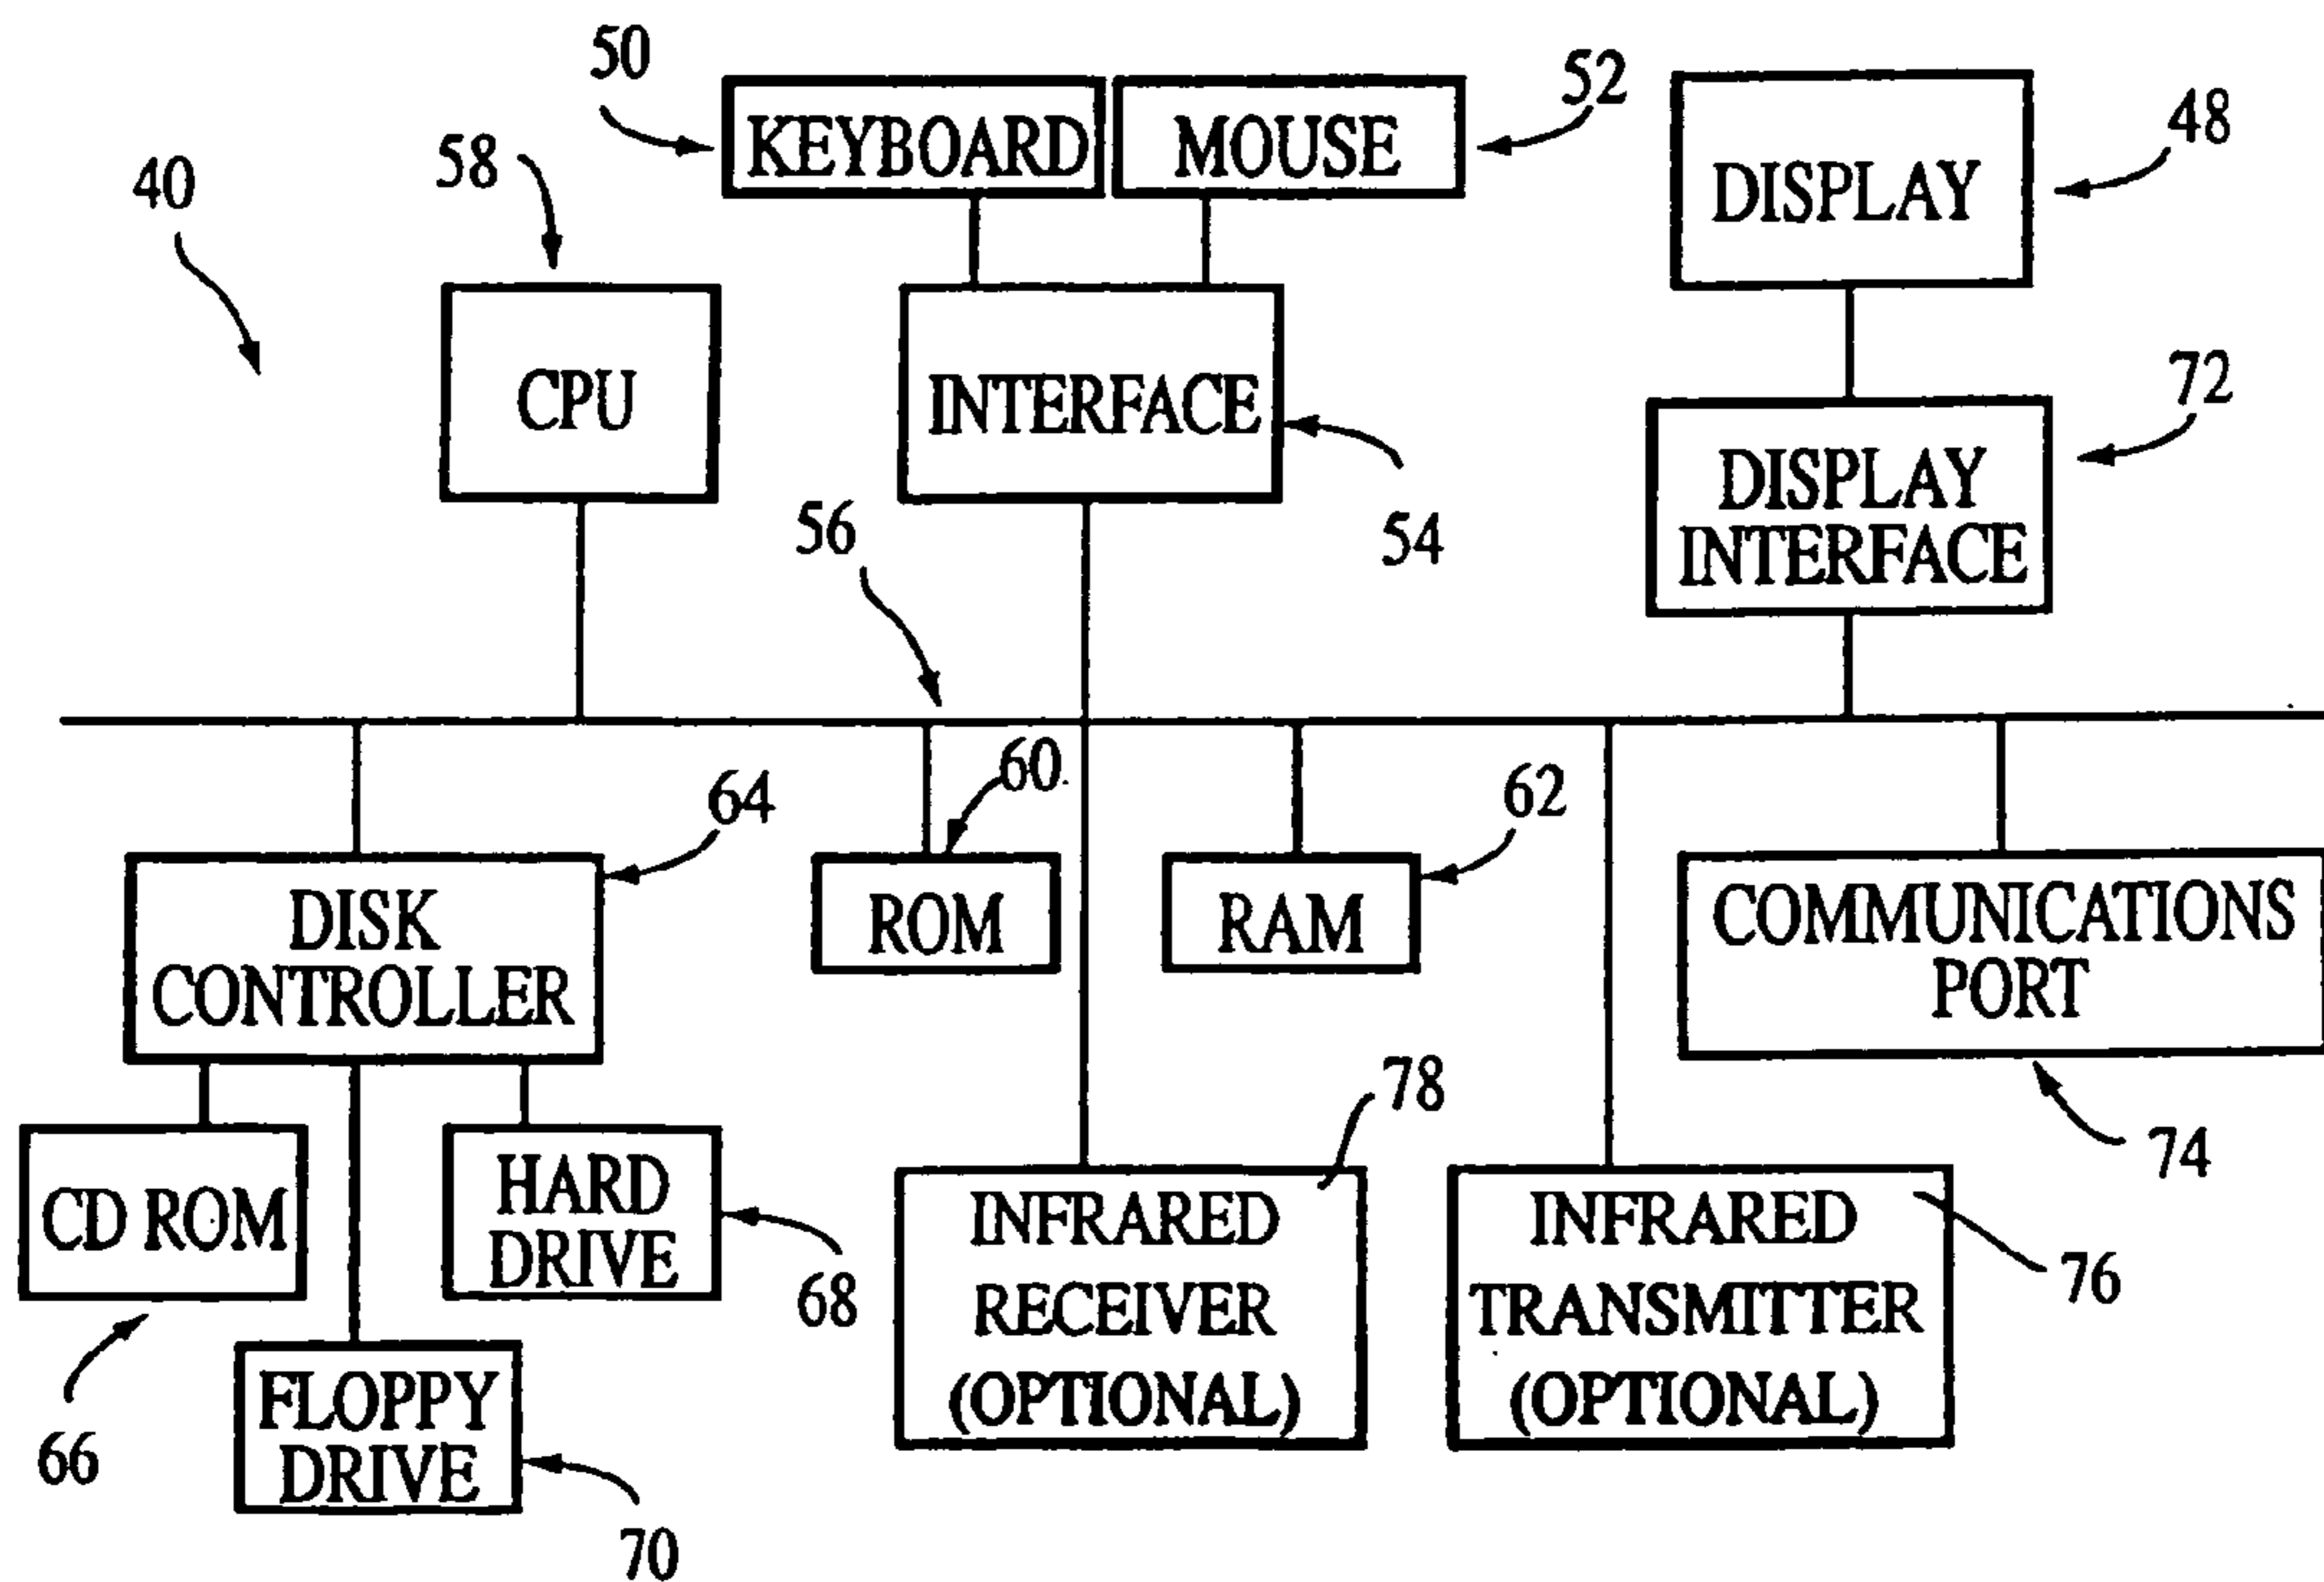 50
KEYBOARD
MOUSE
52
48
DISPLAY
58
40
CPU
INTERFACE
54
72
DISPLAY
INTERFACE
56
64
60.
62
DISK
CONTROLLER
ROM
RAM
COMMUNICATIONS
PORT
74
CD ROM
66
HARD
DRIVE
68
FLOPPY
DRIVE
70
78
INFRARED
RECEIVER
(OPTIONAL)
INFRARED
TRANSMITTER
(OPTIONAL)
76